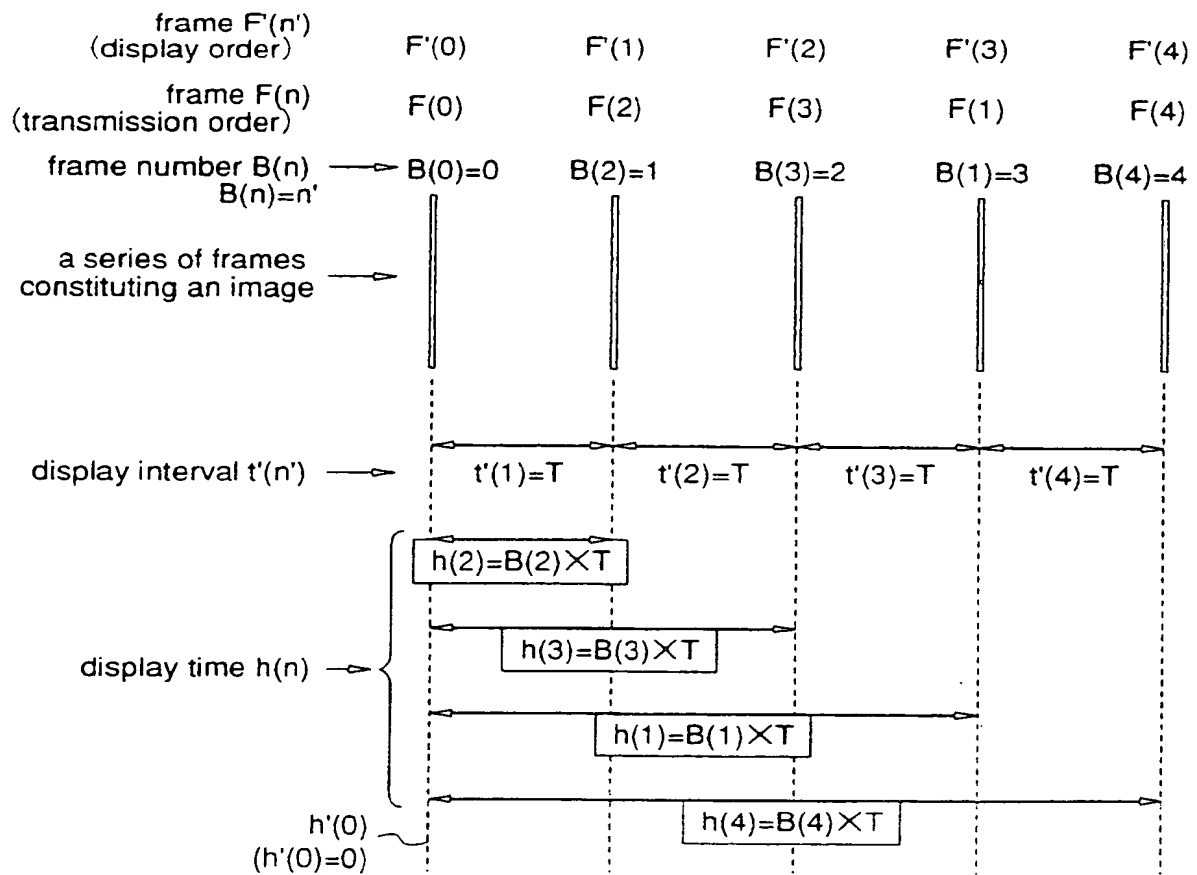 frame F'(n')
(display order)
F'(0) F'(1) F'(2) F'(3) F'(4)
frame F(n)
(transmission order)
F(0) F(2) F(3) F(1) F(4)
frame number B(n)
B(n)=n'
B(0)=0 B(2)=1 B(3)=2 B(1)=3 B(4)=4
a series of frames
constituting an image
display interval t'(n')
t'(1)=T t'(2)=T t'(3)=T t'(4)=T
h(2)=B(2)×T
h(3)=B(3)×T
display time h(n)
h(1)=B(1)×T
h(4)=B(4)×T
h'(0)
(h'(0)=0)